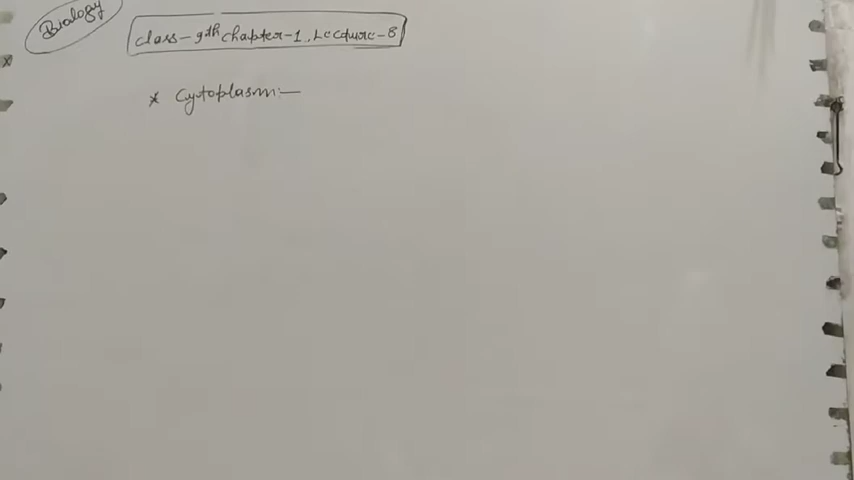 Biology
class-9th chapter-1, Lecture-8
* Cytoplasm:-